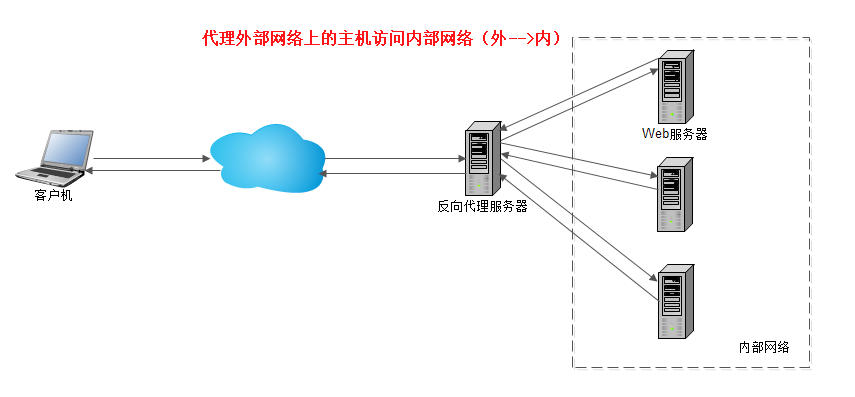 代理外部网络上的主机访问内部网络（外-->内）
Web服务器
客户机
反向代理服务器
内部网络